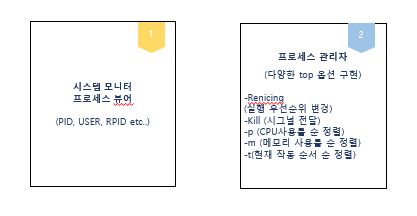 1
시스템 모니터
프로세스 뷰어
(PID, USER, RPID etc..)
2
프로세스 관리자
(다양한 top 옵션 구현)
-Renicing
(실행 우선순위 변경)
-Kill (시그널 전달)
-p (CPU사용률 순 정렬)
-m (메모리 사용률 순 정렬)
-t(현재 작동 순서 순 정렬)